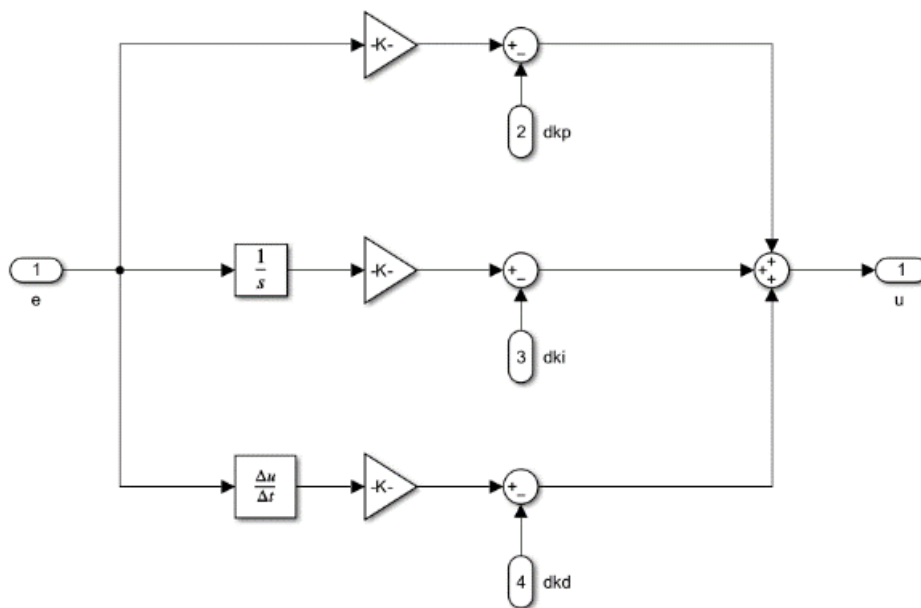 -K-
+
−
2
dkp
1
e
1
s
-K-
+
−
+
+
+
1
u
3
dki
Δu
Δt
-K-
+
−
4
dkd